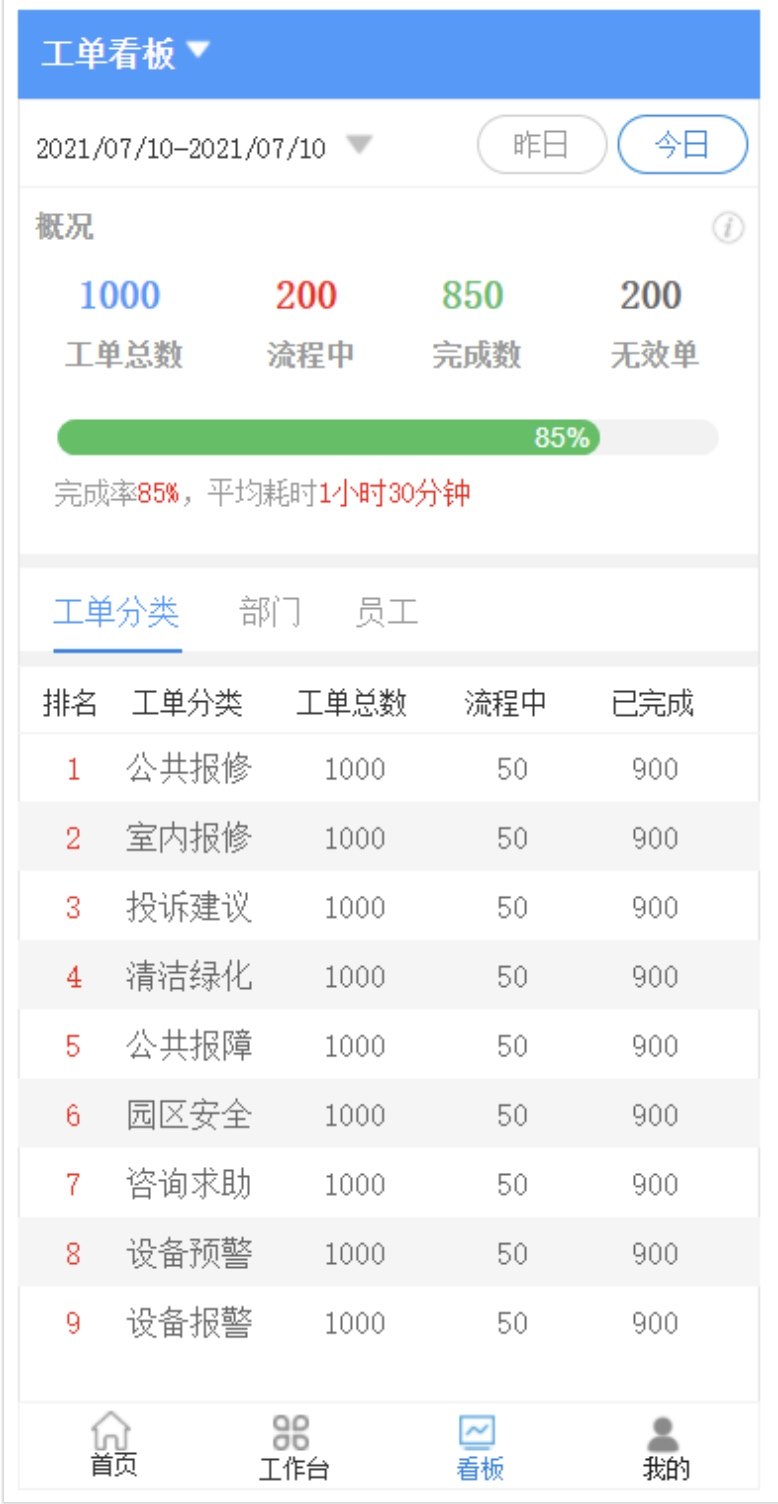 工单看板
2021/07/10-2021/07/10 昨日 今日
概况
1000 200 850 200
工单总数 流程中 完成数 无效单
85%
完成率85%，平均耗时1小时30分钟
工单分类 部门 员工
排名 工单分类 工单总数 流程中 已完成
1 公共报修 1000 50 900
2 室内报修 1000 50 900
3 投诉建议 1000 50 900
4 清洁绿化 1000 50 900
5 公共报障 1000 50 900
6 园区安全 1000 50 900
7 咨询求助 1000 50 900
8 设备预警 1000 50 900
9 设备报警 1000 50 900
首页 工作台 看板 我的